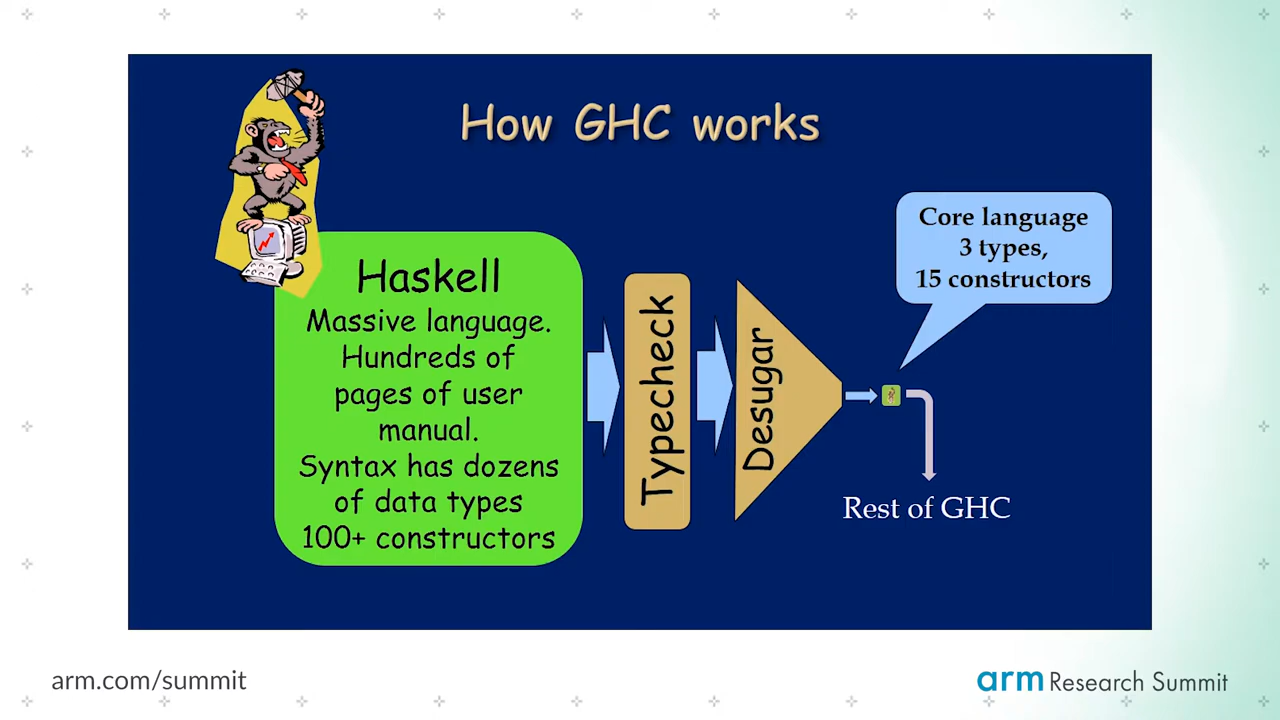 How GHC works
Core language
3 types,
15 constructors
Haskell
Massive language.
Hundreds of
pages of user
manual.
Syntax has dozens
of data types
100+ constructors
Typecheck
Desugar
Rest of GHC
arm.com/summit
arm Research Summit